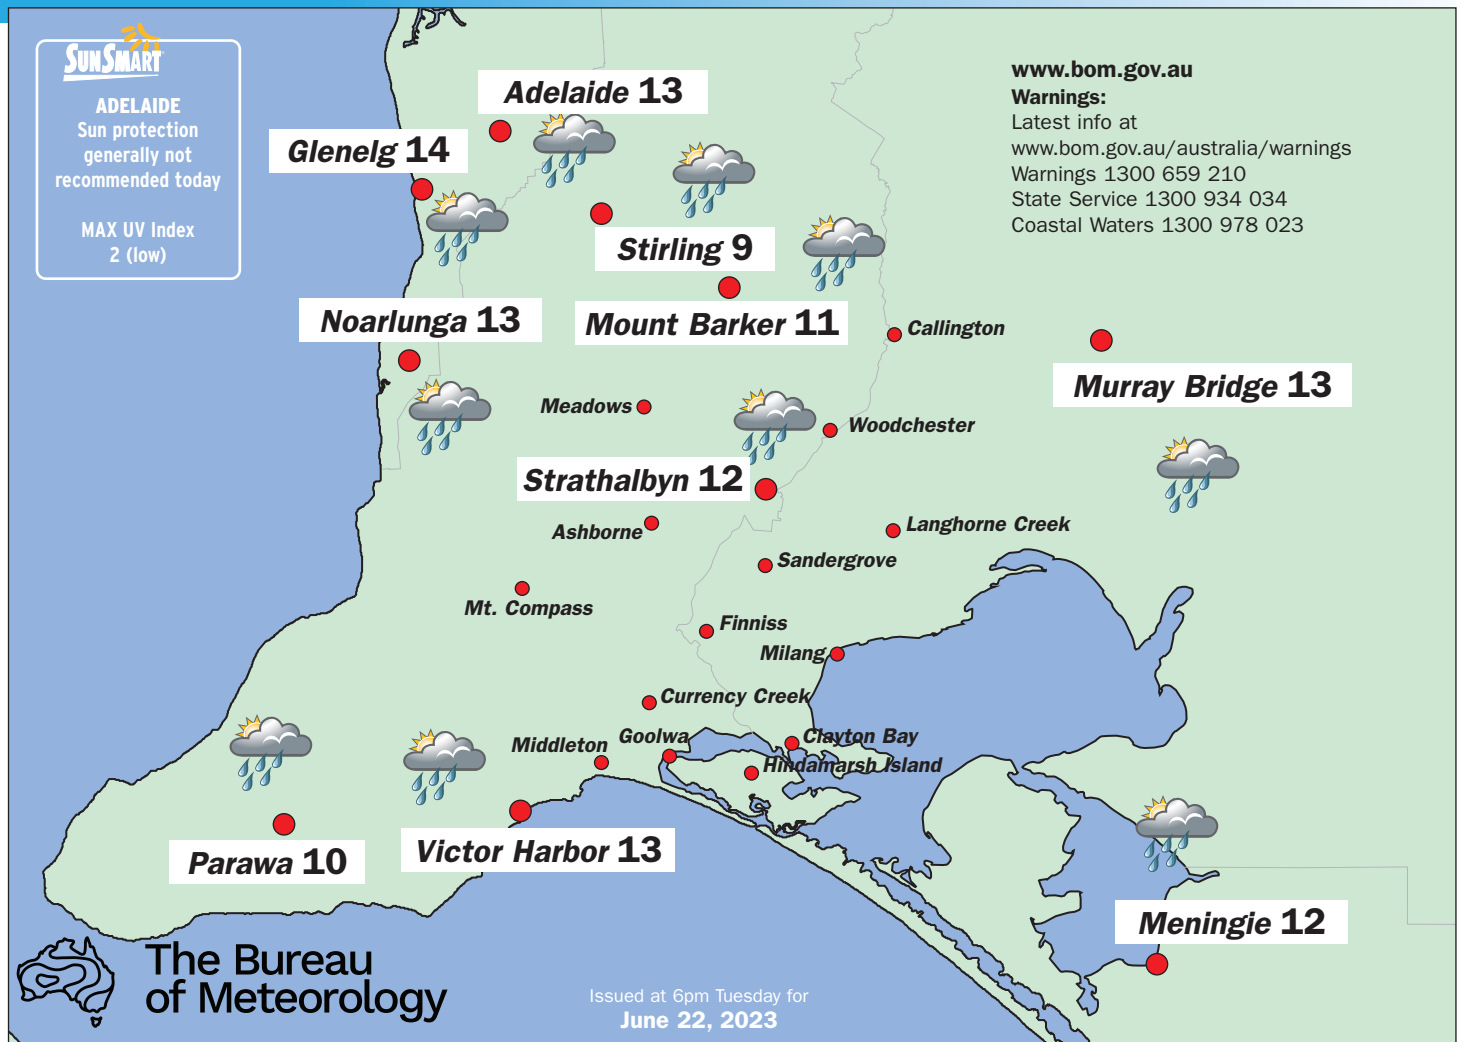 SunSmart
ADELAIDE
Sun protection
generally not
recommended today
MAX UV Index
2 (low)
www.bom.gov.au
Warnings:
Latest info at
www.bom.gov.au/australia/warnings
Warnings 1300 659 210
State Service 1300 934 034
Coastal Waters 1300 978 023
Adelaide 13
Glenelg 14
Stirling 9
Noarlunga 13
Mount Barker 11
Callington
Murray Bridge 13
Meadows
Woodchester
Strathalbyn 12
Ashborne
Langhorne Creek
Sandergrove
Mt. Compass
Finniss
Milang
Currency Creek
Middleton
Goolwa
Clayton Bay
Hindamarsh Island
Parawa 10
Victor Harbor 13
Meningie 12
The Bureau
of Meteorology
Issued at 6pm Tuesday for
June 22, 2023